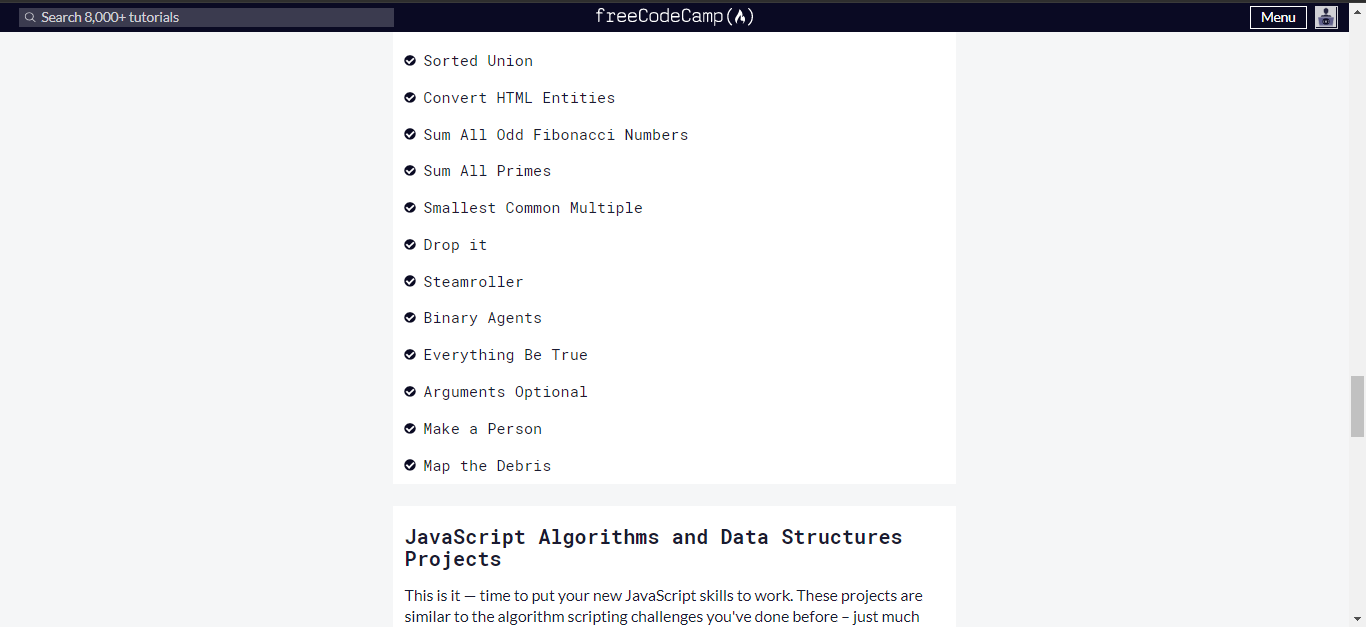 Search 8,000+ tutorials
freeCodeCamp(🔥)
Menu
Sorted Union
Convert HTML Entities
Sum All Odd Fibonacci Numbers
Sum All Primes
Smallest Common Multiple
Drop it
Steamroller
Binary Agents
Everything Be True
Arguments Optional
Make a Person
Map the Debris
JavaScript Algorithms and Data Structures
Projects
This is it — time to put your new JavaScript skills to work. These projects are
similar to the algorithm scripting challenges you've done before – just much